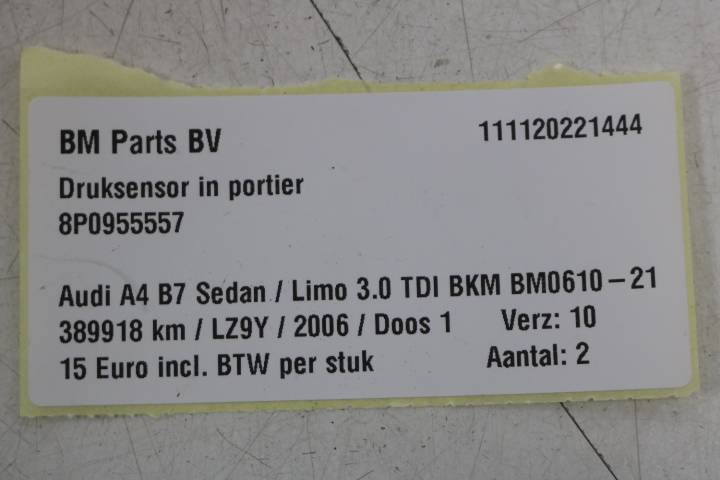 BM Parts BV 111120221444
Druksensor in portier
8P0955557
Audi A4 B7 Sedan / Limo 3.0 TDI BKM BM0610-21
389918 km / LZ9Y / 2006 / Doos 1 Verz: 10
15 Euro incl. BTW per stuk Aantal: 2